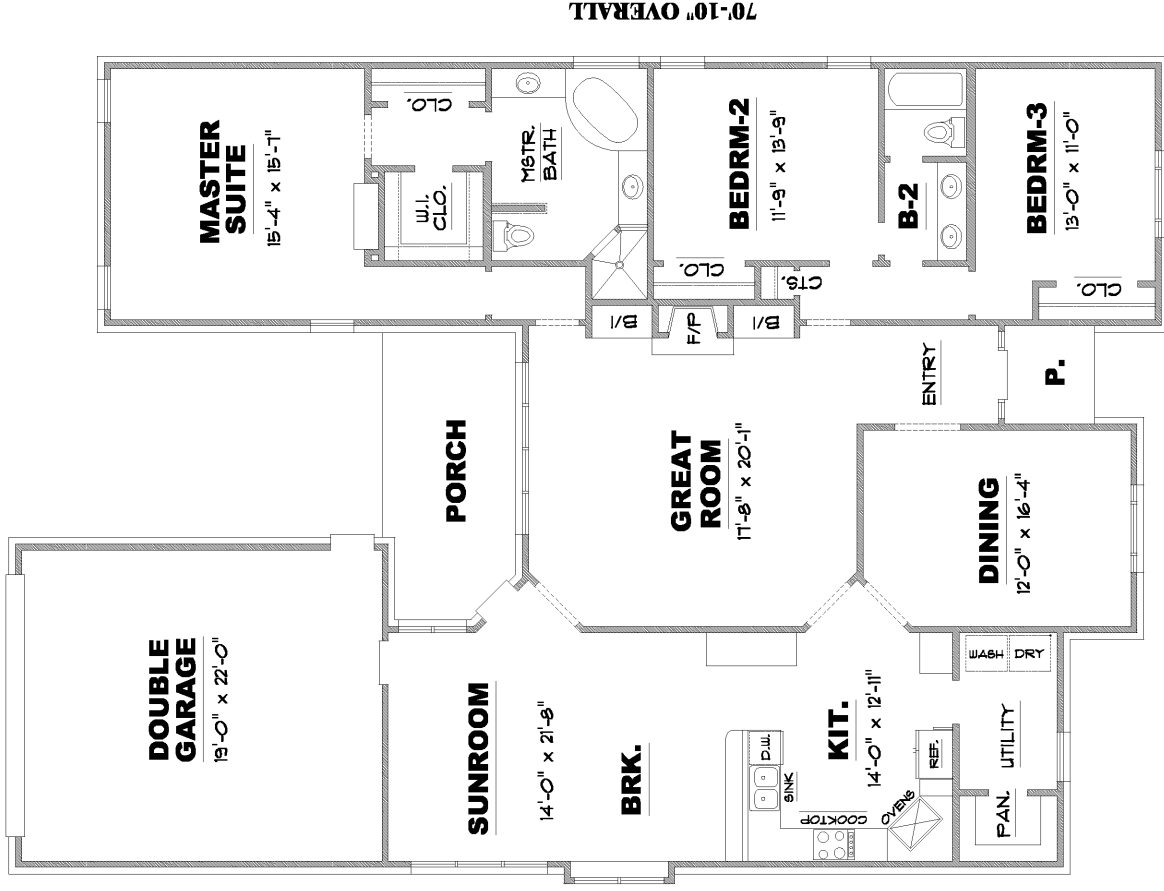 70'-10" OVERALL
MASTER
SUITE
15'-4" x 15'-7"
CLO.
W.I.
CLO.
MSTR.
BATH
BEDRM-2
11'-9" x 13'-9"
CLO.
CTS.
B-2
BEDRM-3
13'-0" x 11'-0"
CLO.
B/I
F/P
B/I
ENTRY
P.
PORCH
GREAT
ROOM
17'-8" x 20'-1"
DINING
12'-0" x 16'-4"
DOUBLE
GARAGE
19'-0" x 22'-0"
SUNROOM
14'-0" x 21'-8"
BRK.
KIT.
14'-0" x 12'-11"
D.W.
SINK
COOKTOP
OVENS
REF.
WASH
DRY
UTILITY
PAN.